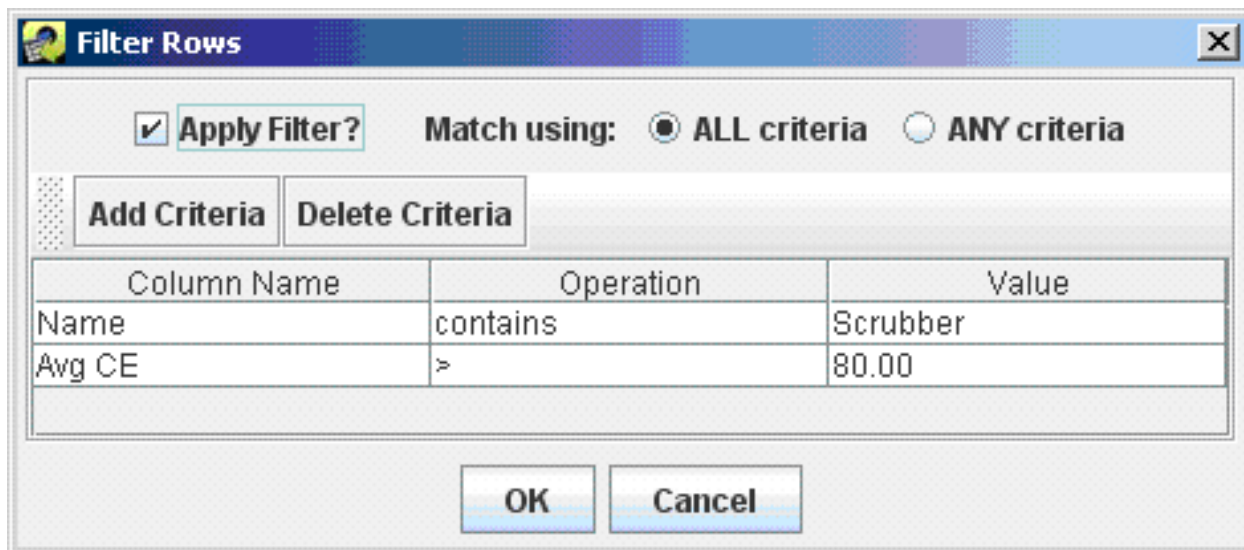 Filter Rows
Apply Filter? Match using: ALL criteria ANY criteria
Add Criteria Delete Criteria
Column Name Operation Value
Name contains Scrubber
Avg CE > 80.00
OK Cancel